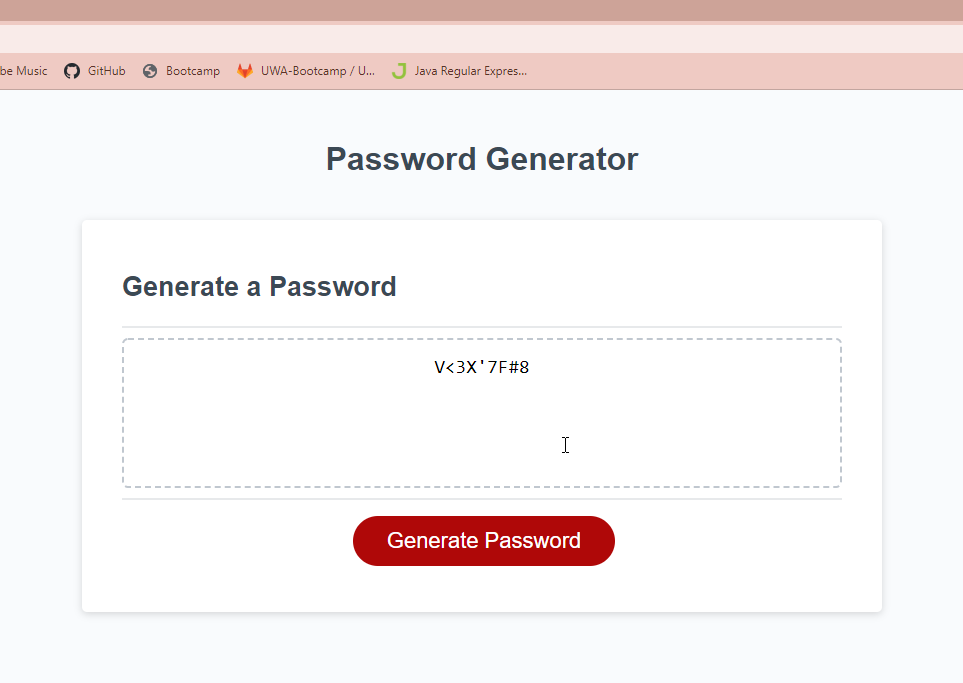 be Music GitHub Bootcamp UWA-Bootcamp / U... Java Regular Expres...
Password Generator
Generate a Password
V<3X'7F#8
Generate Password